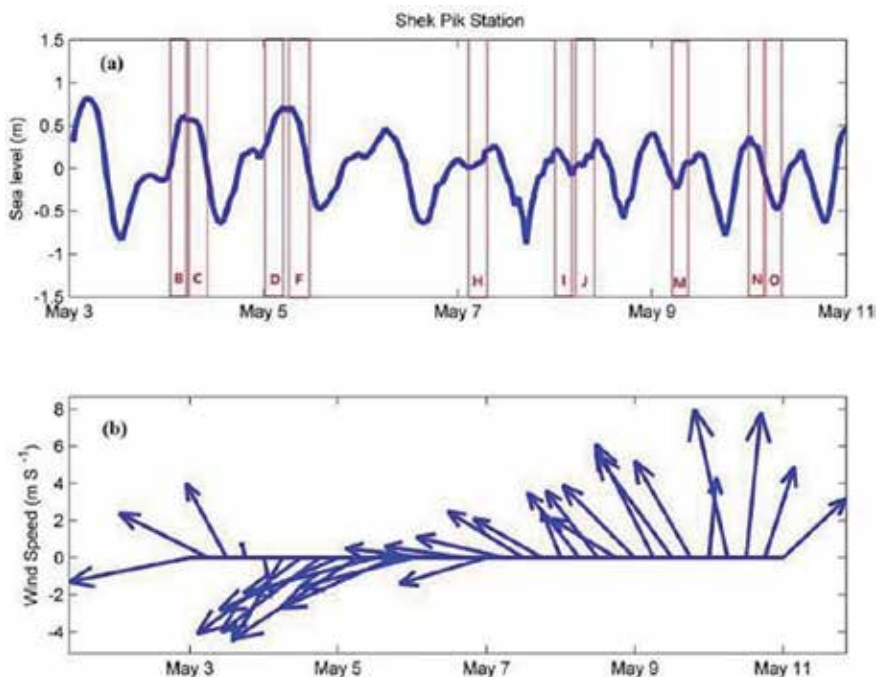 Shek Pik Station
(a)
1.5
1
0.5
0
-0.5
-1
-1.5
Sea level (m)
B C D F H I J M N O
May 3 May 5 May 7 May 9 May 11
(b)
8
6
4
2
0
-2
-4
Wind Speed (m S -1)
May 3 May 5 May 7 May 9 May 11